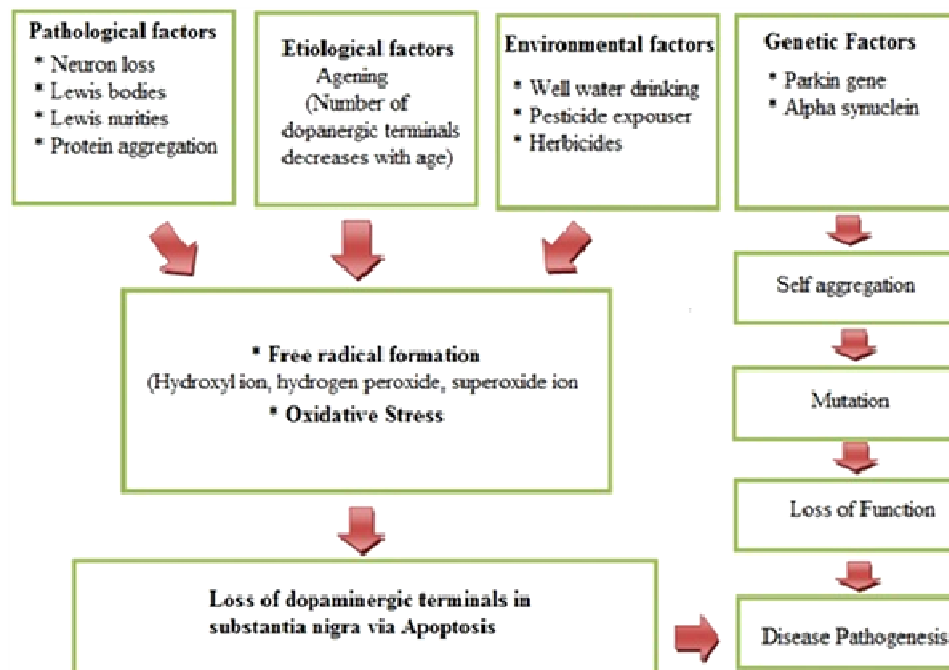 Pathological factors
* Neuron loss
* Lewis bodies
* Lewis nurities
* Protein aggregation
Etiological factors
Agening
(Number of
dopanergic terminals
decreases with age)
Environmental factors
* Well water drinking
* Pesticide expouser
* Herbicides
Genetic Factors
* Parkin gene
* Alpha synuclein
* Free radical formation
(Hydroxyl ion, hydrogen peroxide, superoxide ion
* Oxidative Stress
Self aggregation
Mutation
Loss of Function
Loss of dopaminergic terminals in
substantia nigra via Apoptosis
Disease Pathogenesis